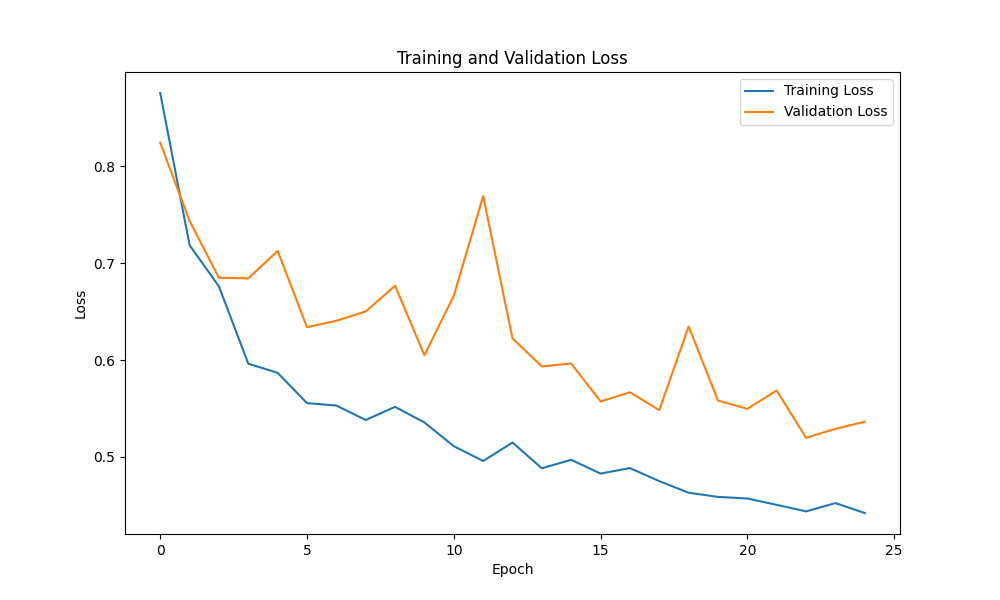 Training and Validation Loss
Training Loss
Validation Loss
Loss
0.8
0.7
0.6
0.5
0 5 10 15 20 25
Epoch